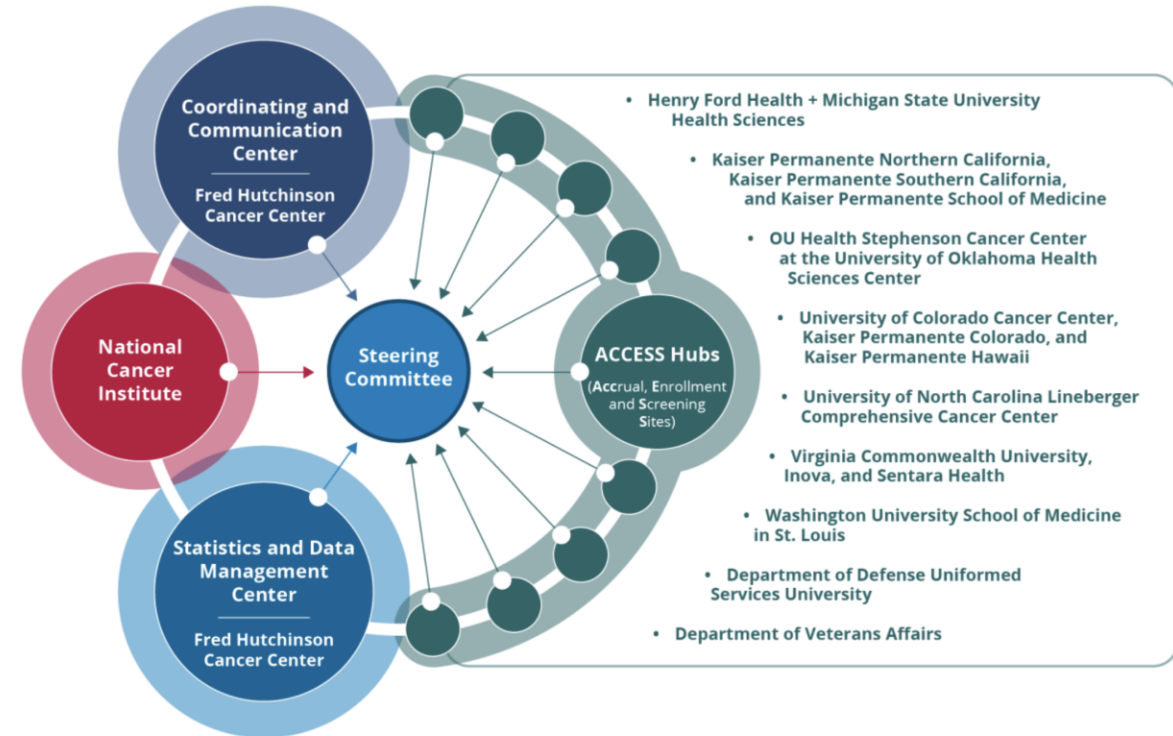 Coordinating and
Communication
Center
Fred Hutchinson
Cancer Center
National
Cancer
Institute
Statistics and Data
Management
Center
Fred Hutchinson
Cancer Center
Steering
Committee
ACCESS Hubs
(Accrual, Enrollment
and Screening
Sites)
• Henry Ford Health + Michigan State University
Health Sciences
• Kaiser Permanente Northern California,
Kaiser Permanente Southern California,
and Kaiser Permanente School of Medicine
• OU Health Stephenson Cancer Center
at the University of Oklahoma Health
Sciences Center
• University of Colorado Cancer Center,
Kaiser Permanente Colorado, and
Kaiser Permanente Hawaii
• University of North Carolina Lineberger
Comprehensive Cancer Center
• Virginia Commonwealth University,
Inova, and Sentara Health
• Washington University School of Medicine
in St. Louis
• Department of Defense Uniformed
Services University
• Department of Veterans Affairs